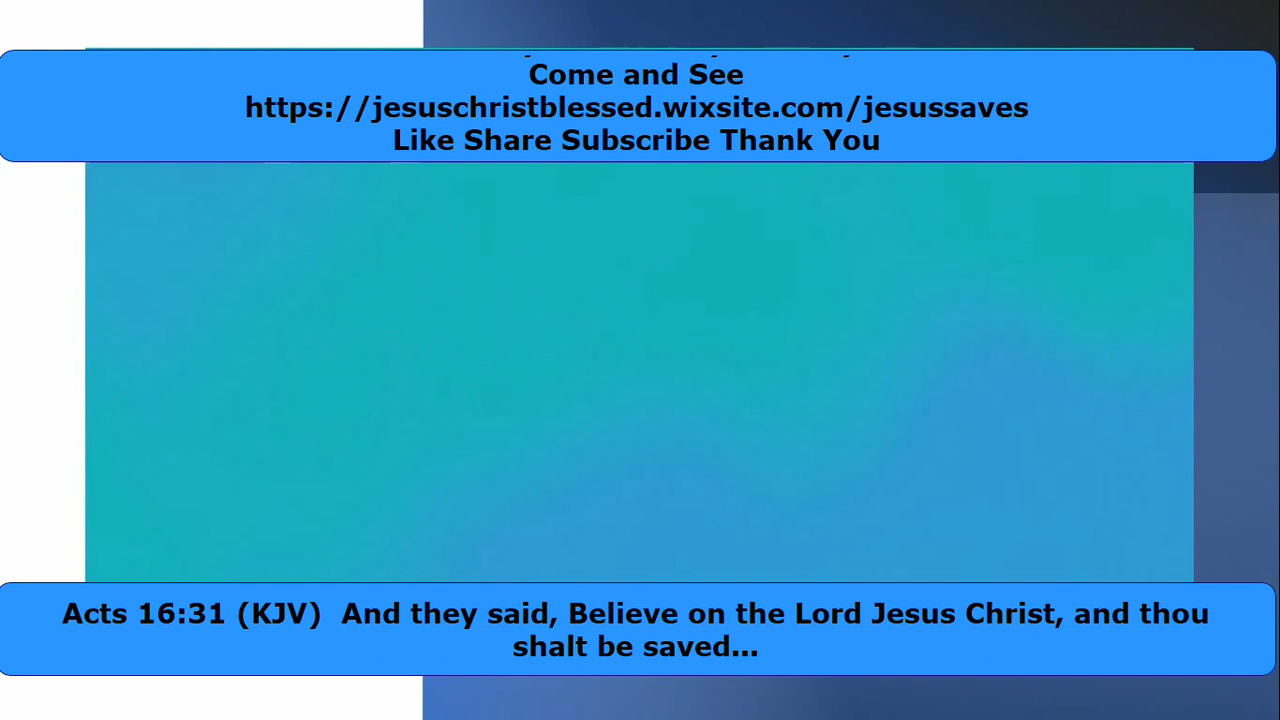 Come and See
https://jesuschristblessed.wixsite.com/jesussaves
Like Share Subscribe Thank You
Acts 16:31 (KJV)  And they said, Believe on the Lord Jesus Christ, and thou
shalt be saved...